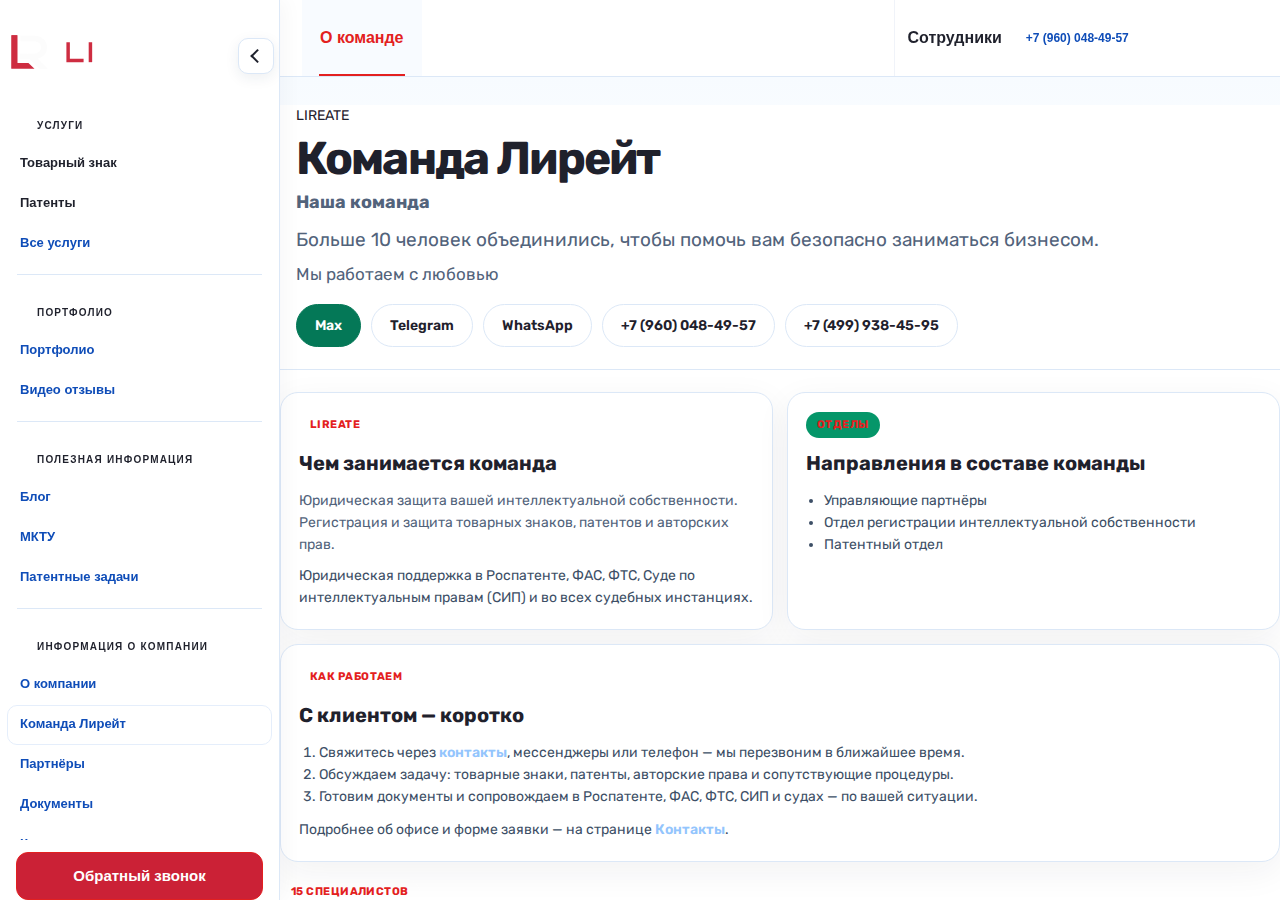 LI
УСЛУГИ
Товарный знак
Патенты
Все услуги
ПОРТФОЛИО
Портфолио
Видео отзывы
ПОЛЕЗНАЯ ИНФОРМАЦИЯ
Блог
МКТУ
Патентные задачи
ИНФОРМАЦИЯ О КОМПАНИИ
О компании
Команда Лирейт
Партнёры
Документы
Обратный звонок
О команде
Сотрудники
+7 (960) 048-49-57
LIREATE
Команда Лирейт
Наша команда
Больше 10 человек объединились, чтобы помочь вам безопасно заниматься бизнесом.
Мы работаем с любовью
Max
Telegram
WhatsApp
+7 (960) 048-49-57
+7 (499) 938-45-95
LIREATE
Чем занимается команда
Юридическая защита вашей интеллектуальной собственности.
Регистрация и защита товарных знаков, патентов и авторских
прав.
Юридическая поддержка в Роспатенте, ФАС, ФТС, Суде по
интеллектуальным правам (СИП) и во всех судебных инстанциях.
ОТДЕЛЫ
Направления в составе команды
• Управляющие партнёры
• Отдел регистрации интеллектуальной собственности
• Патентный отдел
КАК РАБОТАЕМ
С клиентом — коротко
1. Свяжитесь через контакты, мессенджеры или телефон — мы перезвоним в ближайшее время.
2. Обсуждаем задачу: товарные знаки, патенты, авторские права и сопутствующие процедуры.
3. Готовим документы и сопровождаем в Роспатенте, ФАС, ФТС, СИП и судах — по вашей ситуации.
Подробнее об офисе и форме заявки — на странице Контакты.
15 СПЕЦИАЛИСТОВ